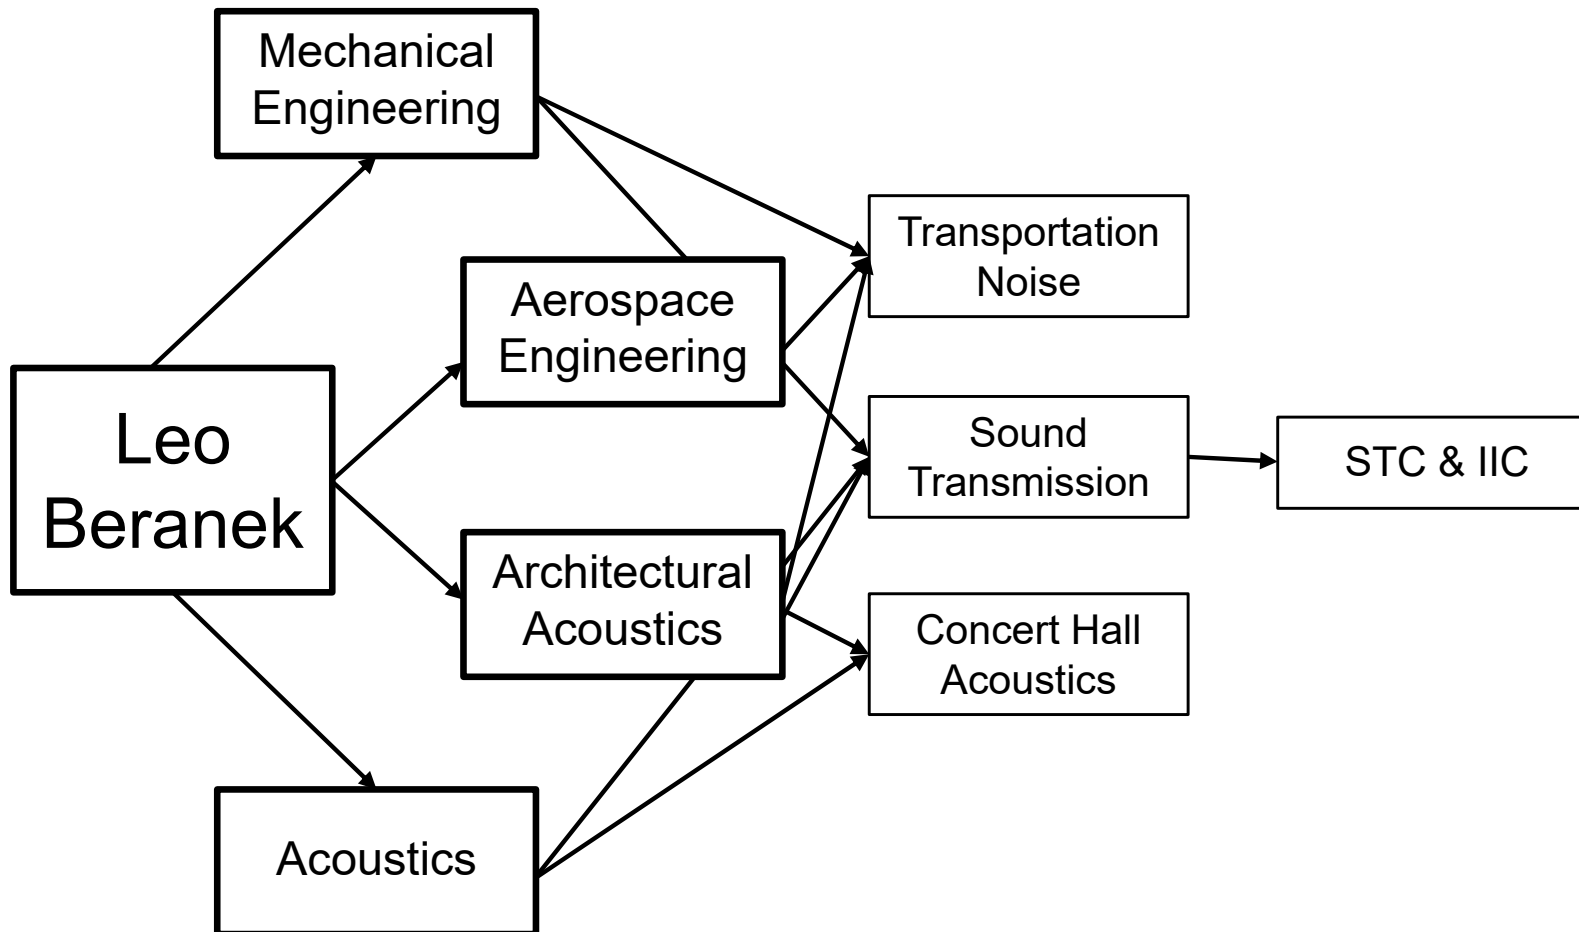 Mechanical
Engineering
Transportation
Noise
Aerospace
Engineering
Leo
Beranek
Sound
Transmission
STC & IIC
Architectural
Acoustics
Concert Hall
Acoustics
Acoustics